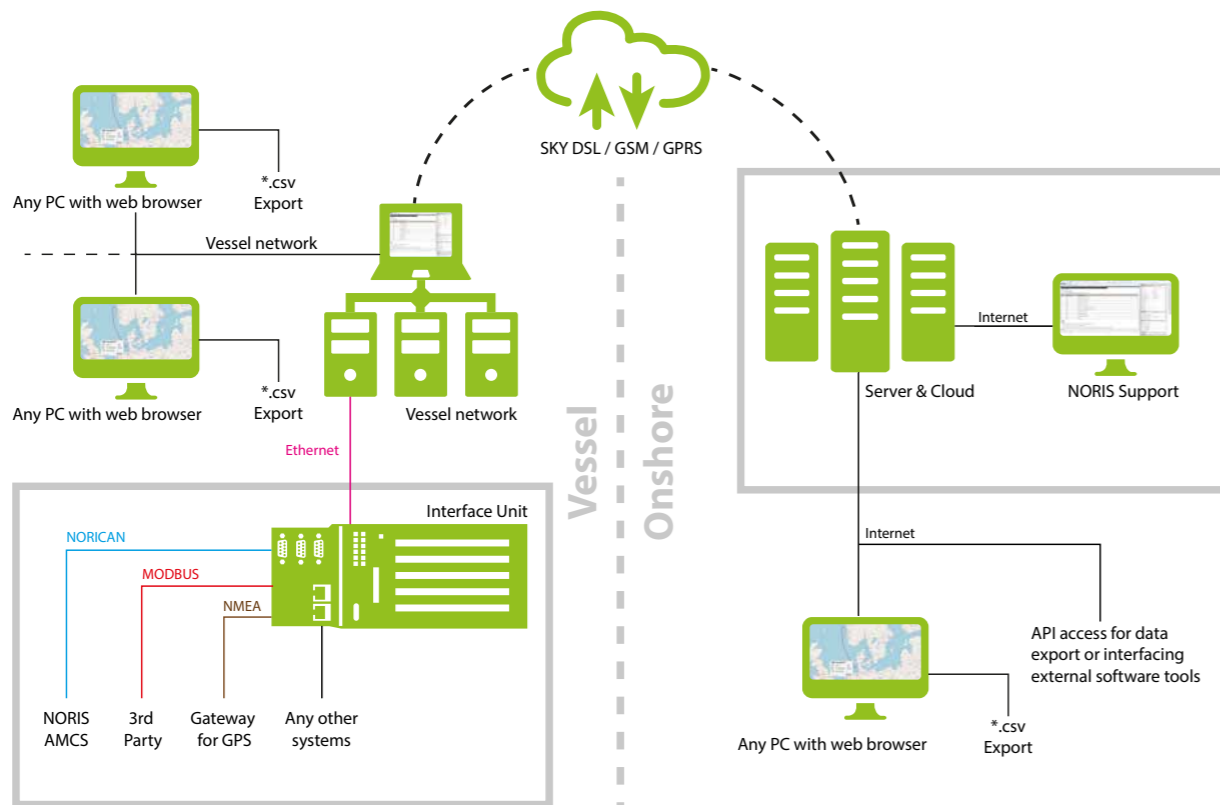 SKY DSL / GSM / GPRS
Any PC with web browser
*.csv
Export
Vessel network
Any PC with web browser
*.csv
Export
Vessel network
Ethernet
Interface Unit
NORICAN
MODBUS
NMEA
NORIS
AMCS
3rd
Party
Gateway
for GPS
Any other
systems
Vessel
Onshore
Internet
Server & Cloud
NORIS Support
Internet
API access for data
export or interfacing
external software tools
Any PC with web browser
*.csv
Export